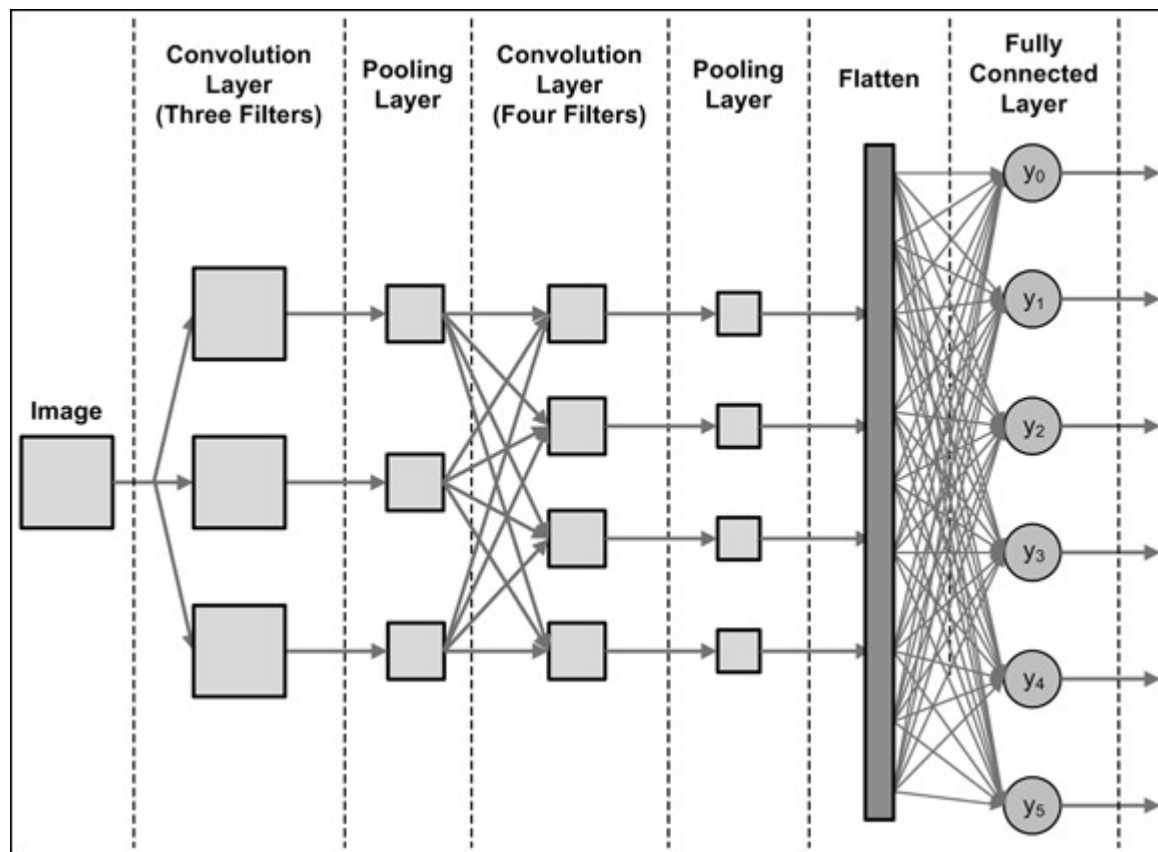 Convolution
Layer
(Three Filters)
Pooling
Layer
Convolution
Layer
(Four Filters)
Pooling
Layer
Flatten
Fully
Connected
Layer
Image
y₀
y₁
y₂
y₃
y₄
y₅